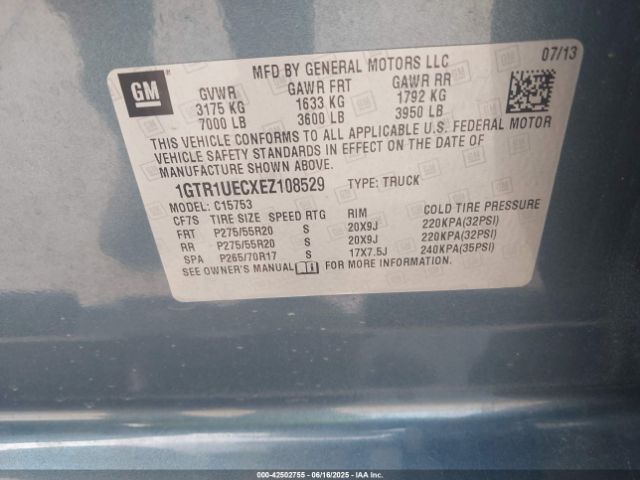 GM
MFD BY GENERAL MOTORS LLC 07/13
GVWR GAWR FRT GAWR RR
3175 KG 1633 KG 1792 KG
7000 LB 3600 LB 3950 LB
THIS VEHICLE CONFORMS TO ALL APPLICABLE U.S. FEDERAL MOTOR
VEHICLE SAFETY STANDARDS IN EFFECT ON THE DATE OF
MANUFACTURE SHOWN ABOVE.
1GTR1UECXEZ108529 TYPE: TRUCK
MODEL: C15753
CF7S TIRE SIZE SPEED RTG RIM COLD TIRE PRESSURE
FRT P275/55R20 S 20X9J 220KPA(32PSI)
RR P275/55R20 S 20X9J 220KPA(32PSI)
SPA P265/70R17 S 17X7.5J 240KPA(35PSI)
SEE OWNER'S MANUAL FOR MORE INFORMATION.
000-42502755 - 06/16/2025 - IAA, Inc.